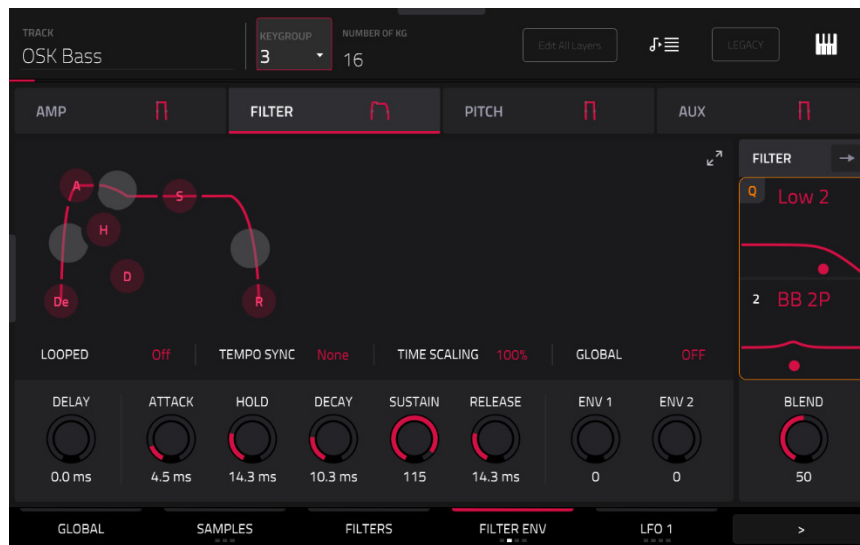 TRACK KEYGROUP NUMBER OF KG
OSK Bass 3 16 Edit All Layers LEGACY
AMP FILTER PITCH AUX
FILTER
Q Low 2
A S
H
D
De R
2 BB 2P
LOOPED Off TEMPO SYNC None TIME SCALING 100% GLOBAL OFF
DELAY ATTACK HOLD DECAY SUSTAIN RELEASE ENV 1 ENV 2 BLEND
0.0 ms 4.5 ms 14.3 ms 10.3 ms 115 14.3 ms 0 0 50
GLOBAL SAMPLES FILTERS FILTER ENV LFO 1 >